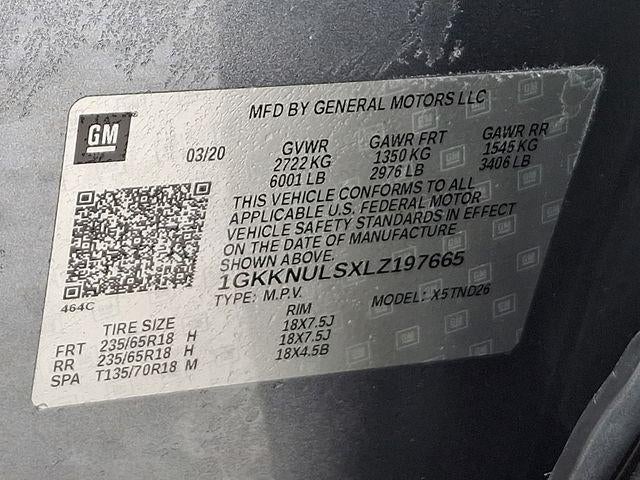 MFD BY GENERAL MOTORS LLC
GM
03/20 GVWR GAWR FRT GAWR RR
2722 KG 1350 KG 1545 KG
6001 LB 2976 LB 3406 LB
THIS VEHICLE CONFORMS TO ALL
APPLICABLE U.S. FEDERAL MOTOR
VEHICLE SAFETY STANDARDS IN EFFECT
ON THE DATE OF MANUFACTURE
SHOWN ABOVE.
1GKKNULSXLZ197665
TYPE: M.P.V. MODEL: X5TND26
464C
TIRE SIZE RIM
FRT 235/65R18 H 18X7.5J
RR 235/65R18 H 18X7.5J
SPA T135/70R18 M 18X4.5B